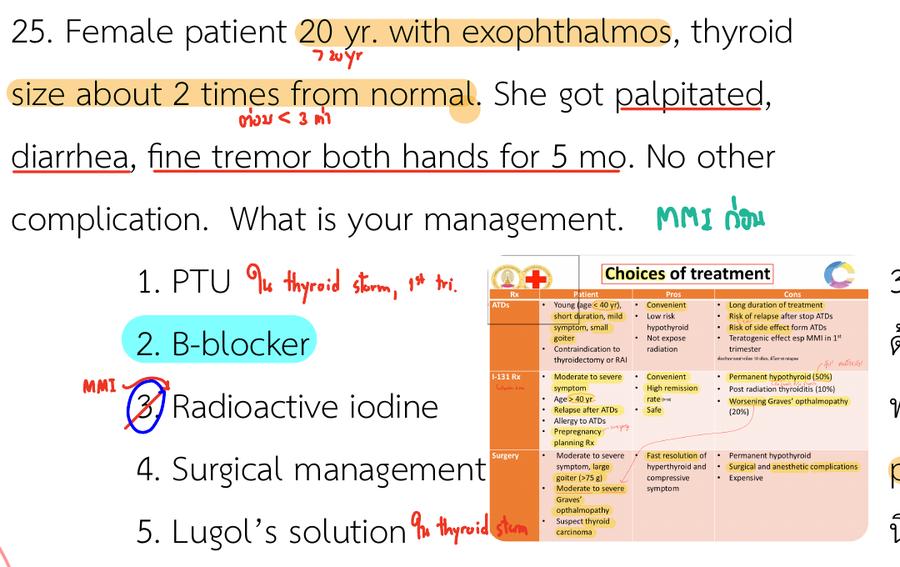 25. Female patient 20 yr. with exophthalmos, thyroid
> 20 yr
size about 2 times from normal. She got palpitated,
ต่อม < 3 เท่า
diarrhea, fine tremor both hands for 5 mo. No other
complication. What is your management. MMI ก่อน
1. PTU ใน thyroid storm, 1st tri.
2. B-blocker
MMI
3. Radioactive iodine
4. Surgical management
5. Lugol's solution ใน thyroid storm
Choices of treatment
Rx Patient Pros Cons
ATDs
Young (age < 40 yr), short duration, mild symptom, small goiter
Contraindication to thyroidectomy or RAI
Convenient
Low risk hypothyroid
Not expose radiation
Long duration of treatment
Risk of relapse after stop ATDs
Risk of side effect form ATDs
Teratogenic effect esp MMI in 1st trimester
I-131 Rx
Moderate to severe symptom
Age > 40 yr
Relapse after ATDs
Allergy to ATDs
Prepregnancy planning Rx
Convenient
High remission rate
Safe
Permanent hypothyroid (50%)
Post radiation thyroiditis (10%)
Worsening Graves' opthalmopathy (20%)
Surgery
Moderate to severe symptom, large goiter (>75 g)
Moderate to severe Graves' opthalmopathy
Suspect thyroid carcinoma
Fast resolution of hyperthyroid and compressive symptom
Permanent hypothyroid
Surgical and anesthetic complications
Expensive